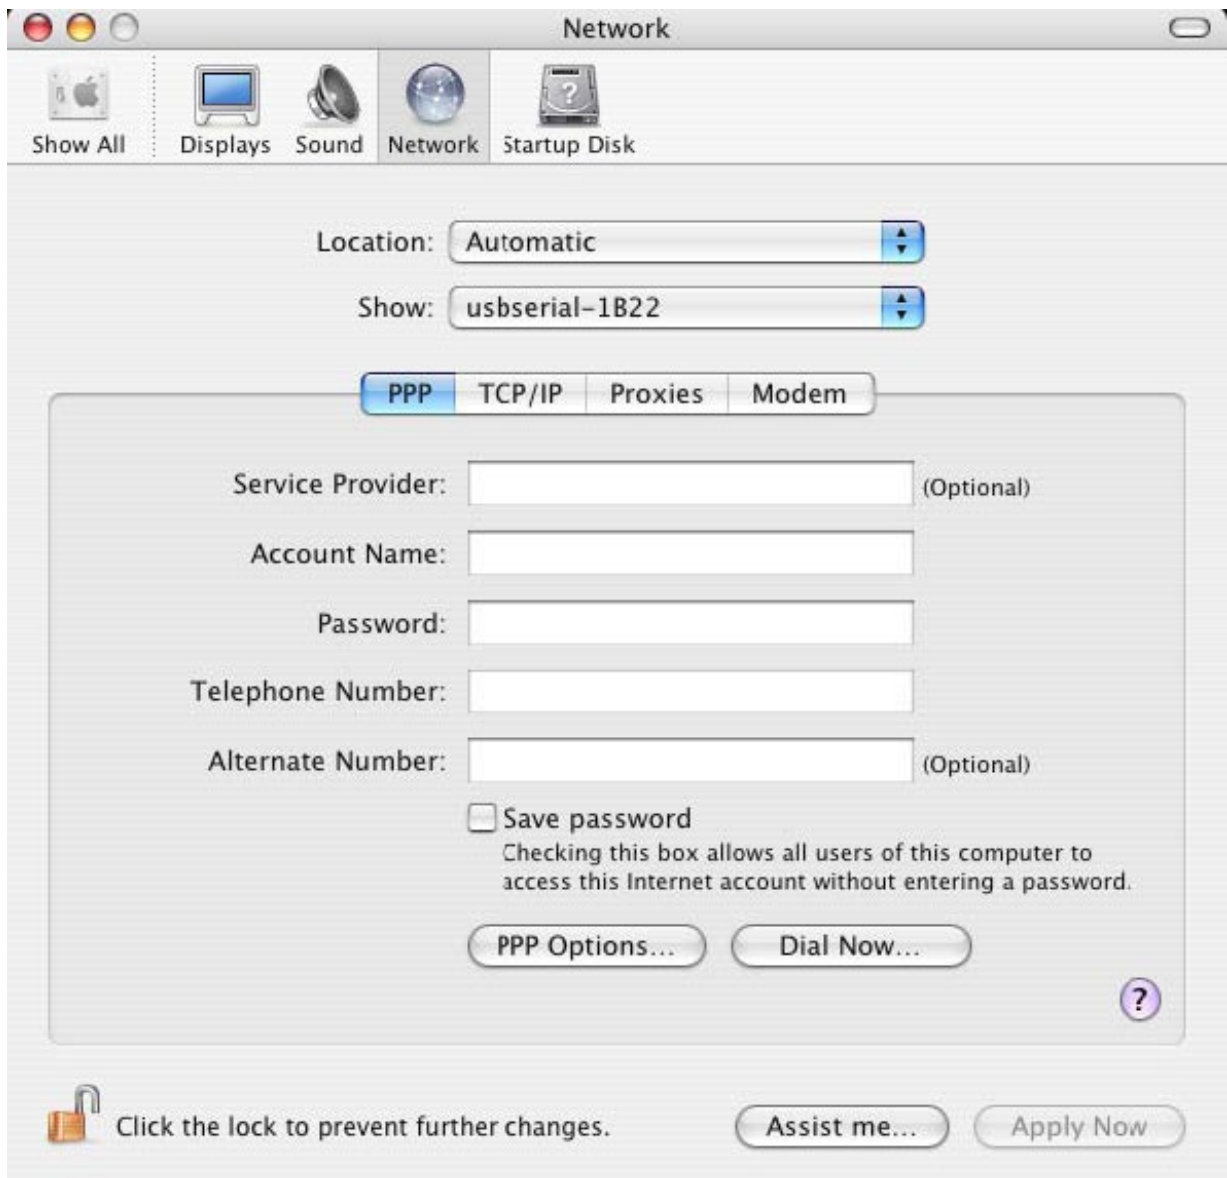 Network
Show All Displays Sound Network Startup Disk
Location: Automatic
Show: usbserial-1B22
PPP TCP/IP Proxies Modem
Service Provider: (Optional)
Account Name:
Password:
Telephone Number:
Alternate Number: (Optional)
Save password
Checking this box allows all users of this computer to
access this Internet account without entering a password.
PPP Options... Dial Now...
?
Click the lock to prevent further changes. Assist me... Apply Now